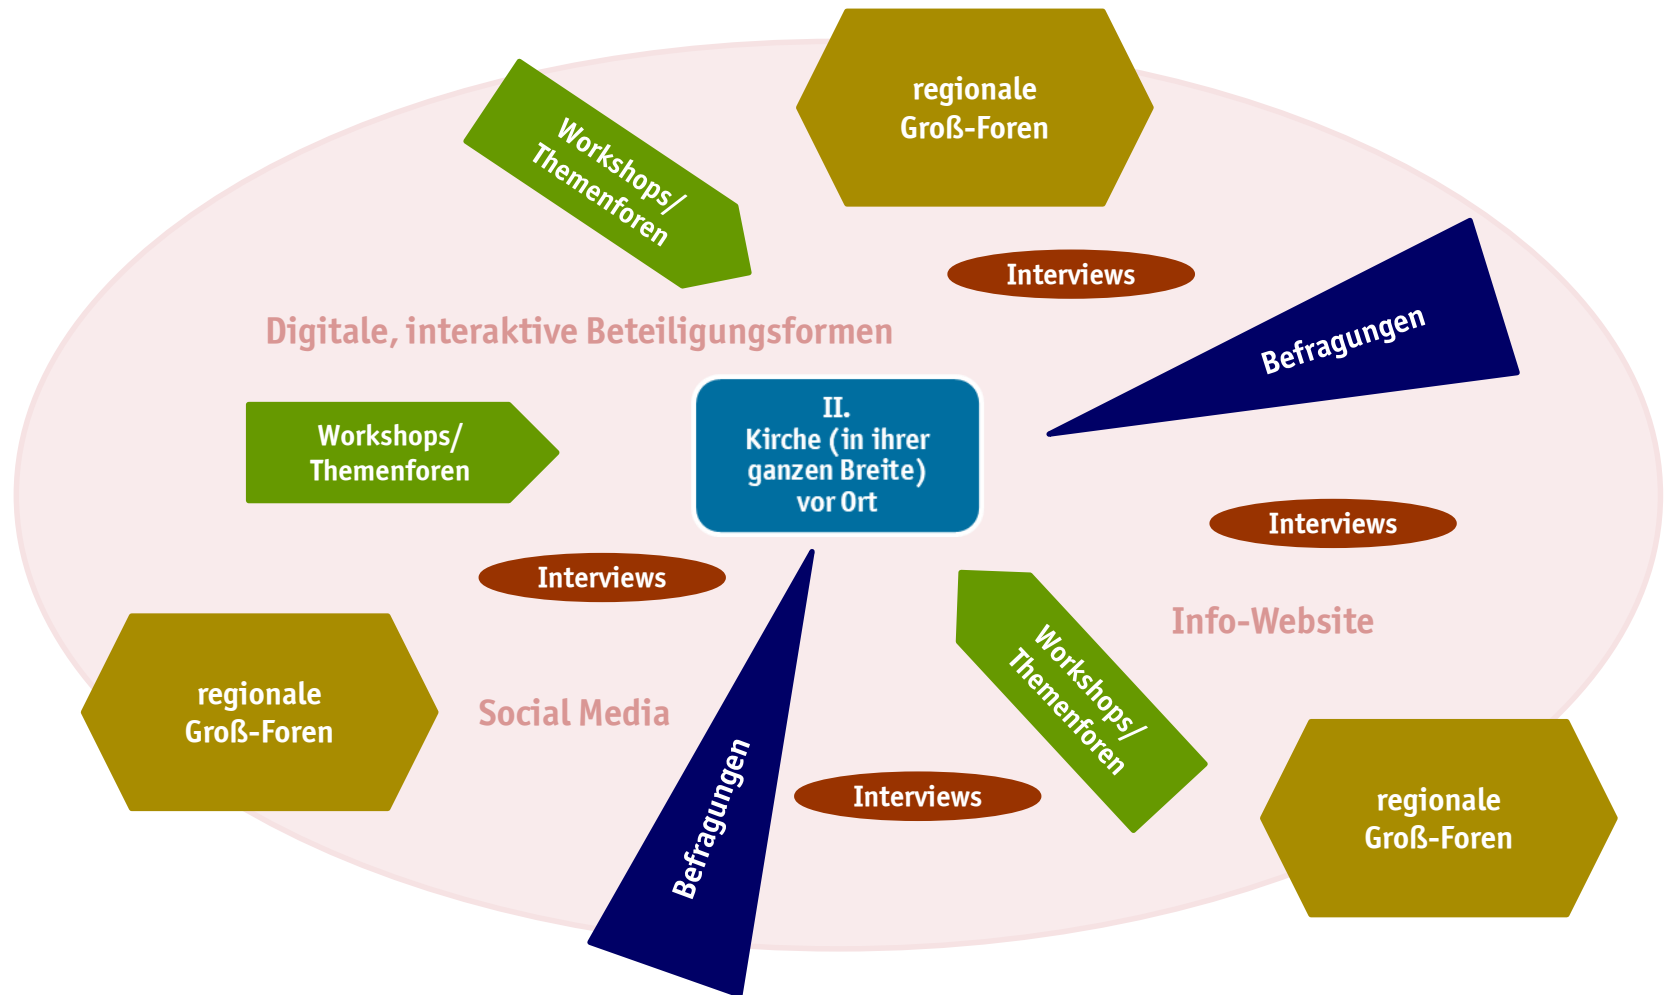 regionale
Groß-Foren
Workshops/
Themenforen
Interviews
Befragungen
Digitale, interaktive Beteiligungsformen
II.
Kirche (in ihrer
ganzen Breite)
vor Ort
Workshops/
Themenforen
Interviews
Interviews
Info-Website
Workshops/
Themenforen
regionale
Groß-Foren
Social Media
Befragungen
Interviews
regionale
Groß-Foren